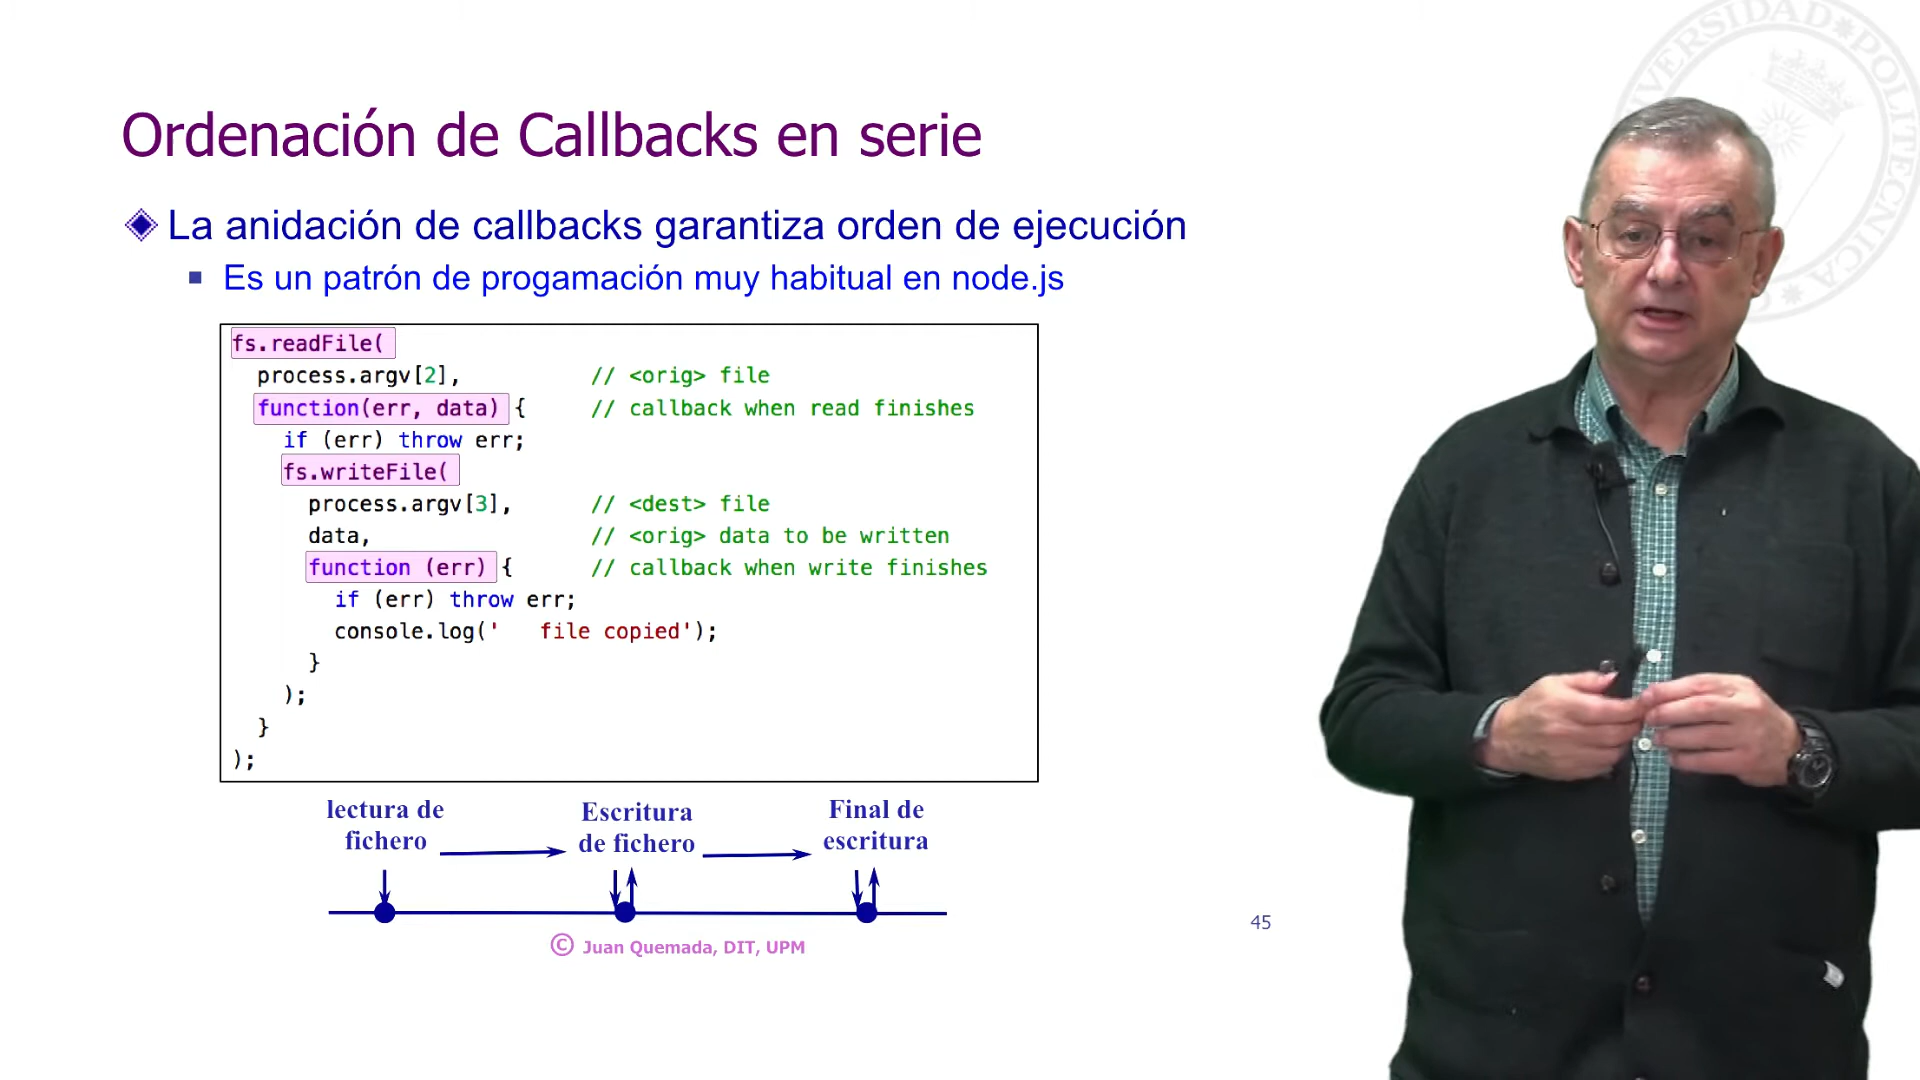 VERSIDAD POLITECNICA
Ordenación de Callbacks en serie
La anidación de callbacks garantiza orden de ejecución
Es un patrón de progamación muy habitual en node.js
fs.readFile(
process.argv[2], // <orig> file
function(err, data) { // callback when read finishes
if (err) throw err;
fs.writeFile(
process.argv[3], // <dest> file
data, // <orig> data to be written
function (err) { // callback when write finishes
if (err) throw err;
console.log('   file copied');
}
);
}
);
lectura de
fichero
Escritura
de fichero
Final de
escritura
45
© Juan Quemada, DIT, UPM